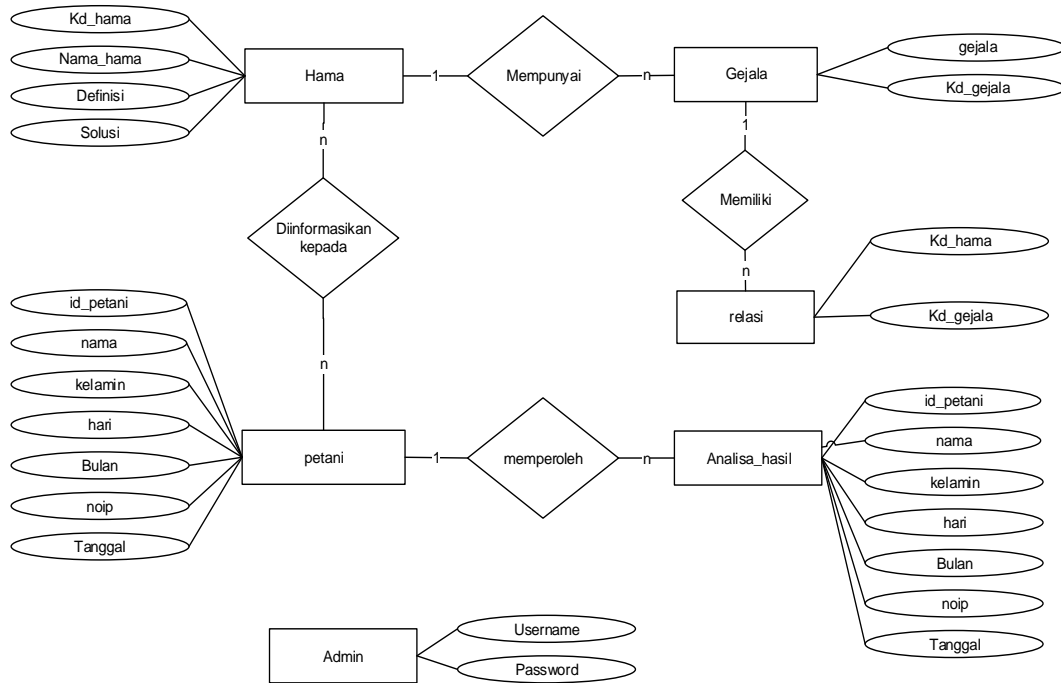 Kd_hama
Nama_hama
Definisi
Solusi
Hama
1
Mempunyai
n
Gejala
gejala
Kd_gejala
n
Diinformasikan
kepada
n
1
Memiliki
n
relasi
Kd_hama
Kd_gejala
id_petani
nama
kelamin
hari
Bulan
noip
Tanggal
petani
1
memperoleh
n
Analisa_hasil
id_petani
nama
kelamin
hari
Bulan
noip
Tanggal
Admin
Username
Password